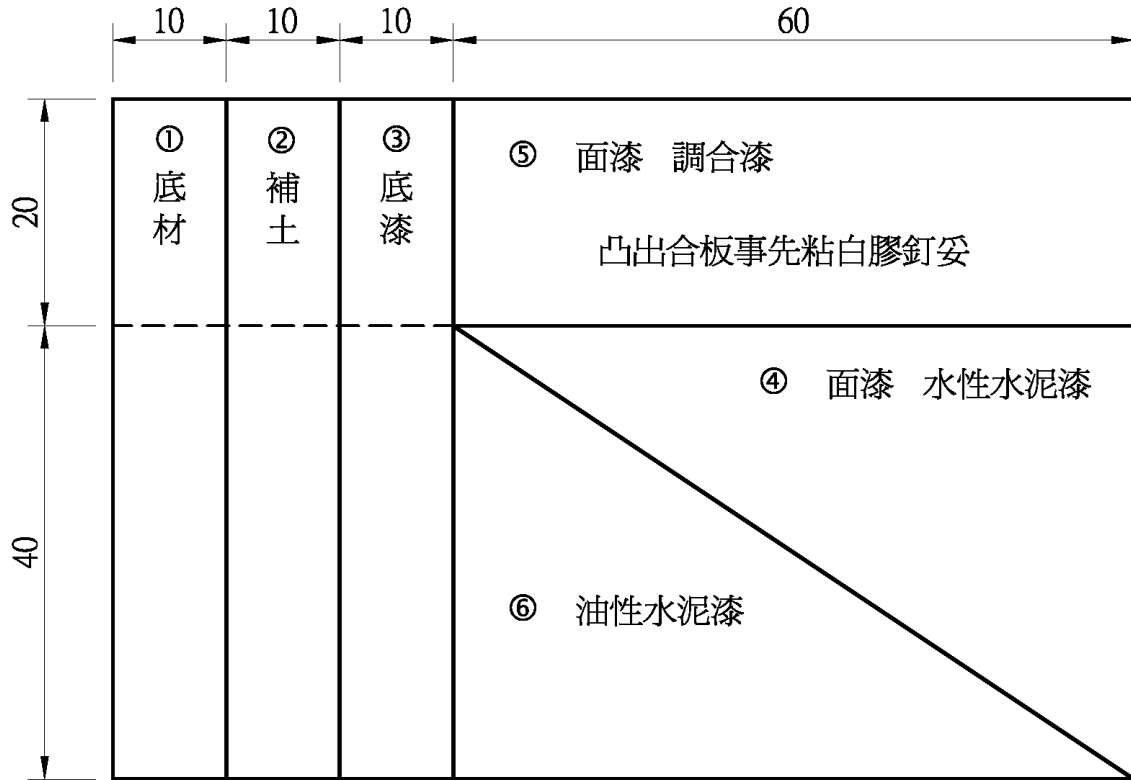 10 10 10 60
20
40
① 底材
② 補土
③ 底漆
⑤ 面漆 調合漆
凸出合板事先粘白膠釘妥
④ 面漆 水性水泥漆
⑥ 油性水泥漆